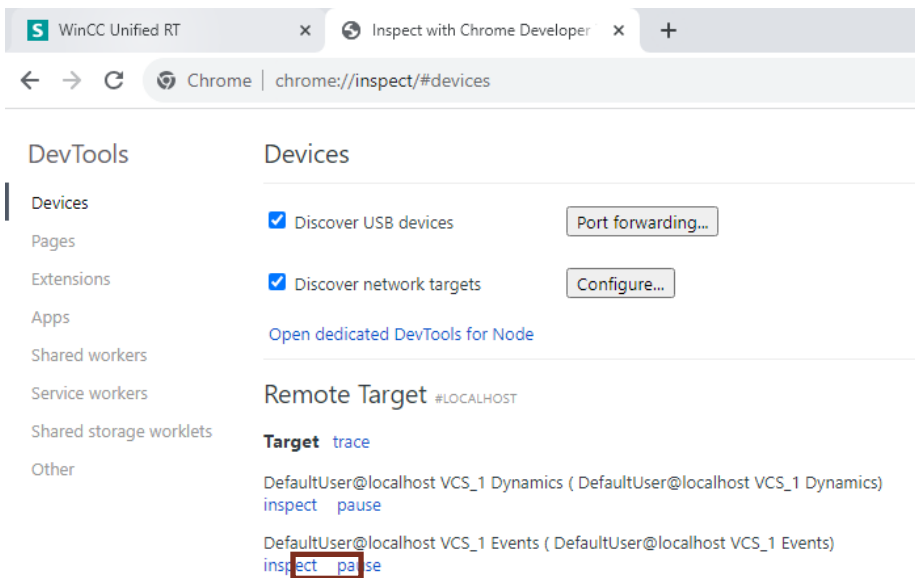 S WinCC Unified RT
Inspect with Chrome Developer
Chrome | chrome://inspect/#devices
DevTools
Devices
Pages
Extensions
Apps
Shared workers
Service workers
Shared storage worklets
Other
Devices
Discover USB devices Port forwarding...
Discover network targets Configure...
Open dedicated DevTools for Node
Remote Target #LOCALHOST
Target trace
DefaultUser@localhost VCS_1 Dynamics ( DefaultUser@localhost VCS_1 Dynamics)
inspect pause
DefaultUser@localhost VCS_1 Events ( DefaultUser@localhost VCS_1 Events)
inspect pause